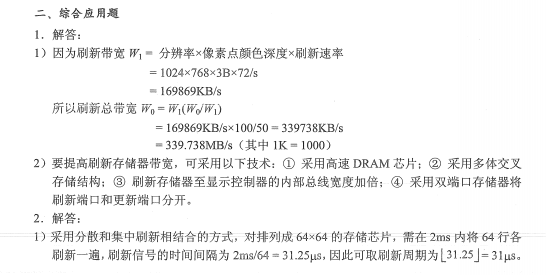 二、综合应用题
1．解答：
1）因为刷新带宽 W₁ = 分辨率×像素点颜色深度×刷新速率
= 1024×768×3B×72/s
= 169869KB/s
所以刷新总带宽 W₀ = W₁(W₀/W₁)
= 169869KB/s×100/50 = 339738KB/s
= 339.738MB/s（其中 1K = 1000）
2）要提高刷新存储器带宽，可采用以下技术：① 采用高速 DRAM 芯片；② 采用多体交叉
存储结构；③ 刷新存储器至显示控制器的内部总线宽度加倍；④ 采用双端口存储器将
刷新端口和更新端口分开。
2．解答：
1）采用分散和集中刷新相结合的方式，对排列成 64×64 的存储芯片，需在 2ms 内将 64 行各
刷新一遍，刷新信号的时间间隔为 2ms/64 = 31.25μs，因此可取刷新周期为⌊31.25⌋= 31μs。